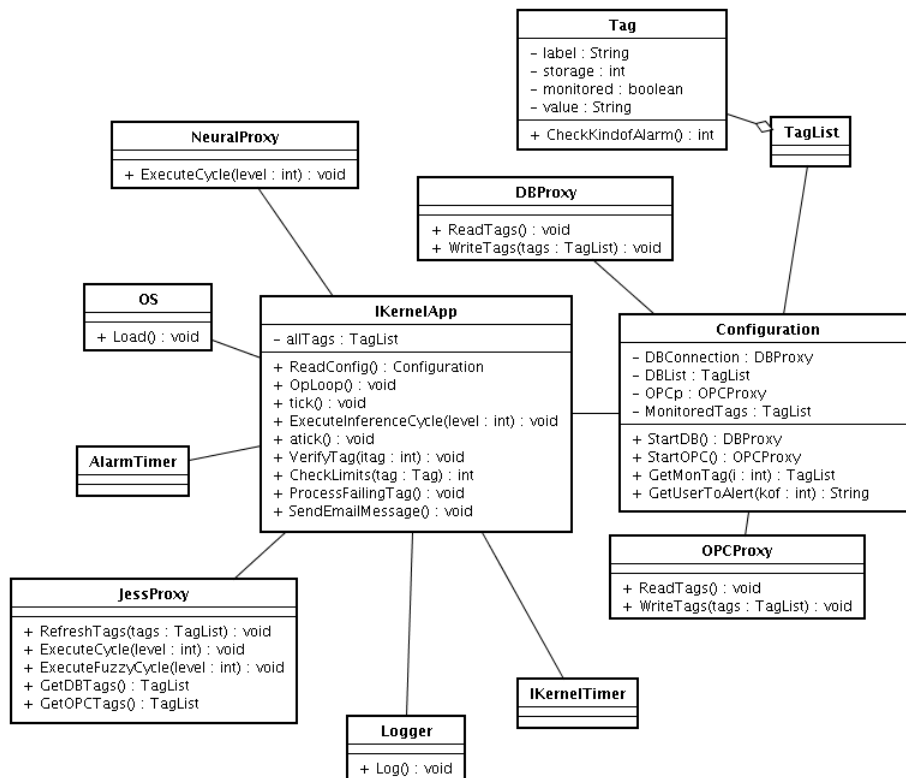 Tag
- label : String
- storage : int
- monitored : boolean
- value : String
+ CheckKindofAlarm() : int
TagList
NeuralProxy
+ ExecuteCycle(level : int) : void
DBProxy
+ ReadTags() : void
+ WriteTags(tags : TagList) : void
OS
+ Load() : void
IKernelApp
- allTags : TagList
+ ReadConfig() : Configuration
+ OpLoop() : void
+ tick() : void
+ ExecuteInferenceCycle(level : int) : void
+ atick() : void
+ VerifyTag(itag : int) : void
+ CheckLimits(tag : Tag) : int
+ ProcessFailingTag() : void
+ SendEmailMessage() : void
Configuration
- DBConnection : DBProxy
- DBList : TagList
- OPCp : OPCProxy
- MonitoredTags : TagList
+ StartDB() : DBProxy
+ StartOPC() : OPCProxy
+ GetMonTag(i : int) : TagList
+ GetUserToAlert(kof : int) : String
AlarmTimer
OPCProxy
+ ReadTags() : void
+ WriteTags(tags : TagList) : void
JessProxy
+ RefreshTags(tags : TagList) : void
+ ExecuteCycle(level : int) : void
+ ExecuteFuzzyCycle(level : int) : void
+ GetDBTags() : TagList
+ GetOPCTags() : TagList
IKernelTimer
Logger
+ Log() : void